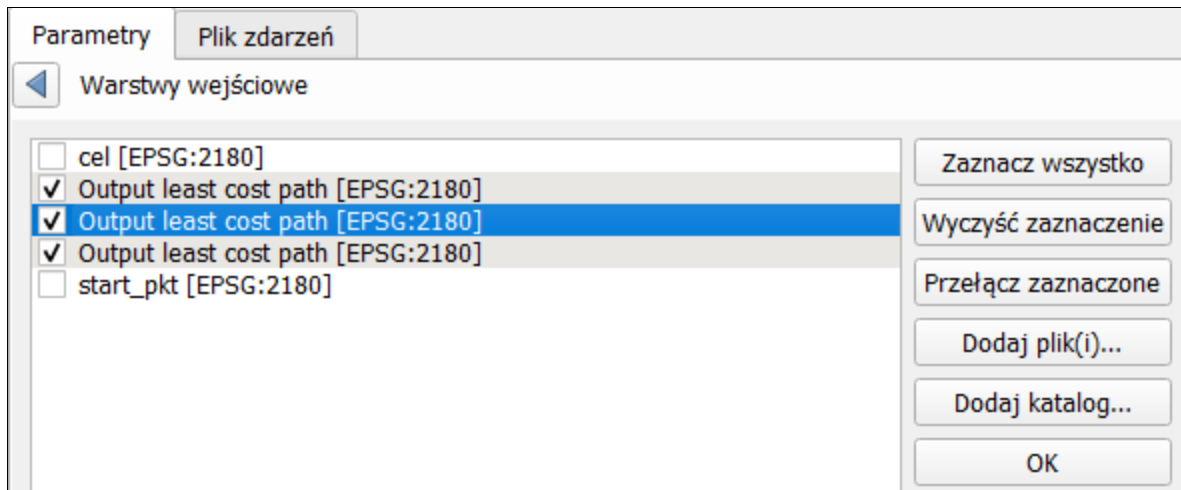 Parametry
Plik zdarzeń
Warstwy wejściowe
cel [EPSG:2180]
Output least cost path [EPSG:2180]
Output least cost path [EPSG:2180]
Output least cost path [EPSG:2180]
start_pkt [EPSG:2180]
Zaznacz wszystko
Wyczyść zaznaczenie
Przełącz zaznaczone
Dodaj plik(i)...
Dodaj katalog...
OK